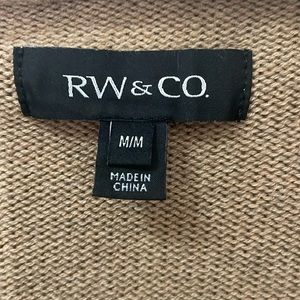 RW & CO.
M/M
MADE IN
CHINA